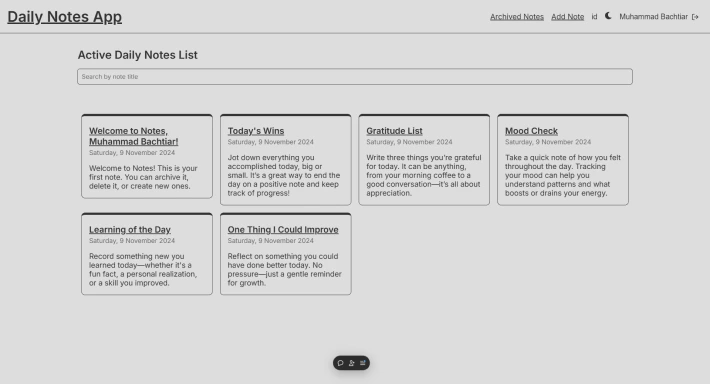 Daily Notes App
Archived Notes Add Note id Muhammad Bachtiar
Active Daily Notes List
Search by note title
Welcome to Notes,
Muhammad Bachtiar!
Saturday, 9 November 2024
Welcome to Notes! This is your
first note. You can archive it,
delete it, or create new ones.
Today's Wins
Saturday, 9 November 2024
Jot down everything you
accomplished today, big or
small. It's a great way to end the
day on a positive note and keep
track of progress!
Gratitude List
Saturday, 9 November 2024
Write three things you're grateful
for today. It can be anything,
from your morning coffee to a
good conversation—it's all about
appreciation.
Mood Check
Saturday, 9 November 2024
Take a quick note of how you felt
throughout the day. Tracking
your mood can help you
understand patterns and what
boosts or drains your energy.
Learning of the Day
Saturday, 9 November 2024
Record something new you
learned today—whether it's a
fun fact, a personal realization,
or a skill you improved.
One Thing I Could Improve
Saturday, 9 November 2024
Reflect on something you could
have done better today. No
pressure—just a gentle reminder
for growth.